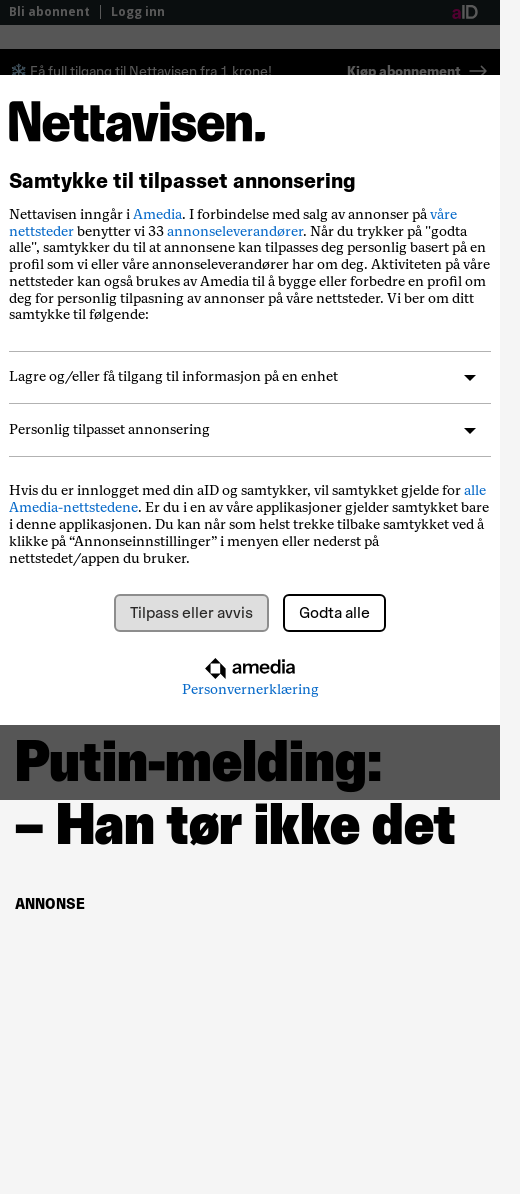 Bli abonnent | Logg inn aID
Få full tilgang til Nettavisen fra 1 krone! Kjøp abonnement →
Nettavisen.
Samtykke til tilpasset annonsering
Nettavisen inngår i Amedia. I forbindelse med salg av annonser på våre
nettsteder benytter vi 33 annonseleverandører. Når du trykker på "godta
alle", samtykker du til at annonsene kan tilpasses deg personlig basert på en
profil som vi eller våre annonseleverandører har om deg. Aktiviteten på våre
nettsteder kan også brukes av Amedia til å bygge eller forbedre en profil om
deg for personlig tilpasning av annonser på våre nettsteder. Vi ber om ditt
samtykke til følgende:
Lagre og/eller få tilgang til informasjon på en enhet
Personlig tilpasset annonsering
Hvis du er innlogget med din aID og samtykker, vil samtykket gjelde for alle
Amedia-nettstedene. Er du i en av våre applikasjoner gjelder samtykket bare
i denne applikasjonen. Du kan når som helst trekke tilbake samtykket ved å
klikke på “Annonseinnstillinger” i menyen eller nederst på
nettstedet/appen du bruker.
Tilpass eller avvis Godta alle
amedia
Personvernerklæring
Putin-melding:
– Han tør ikke det
ANNONSE